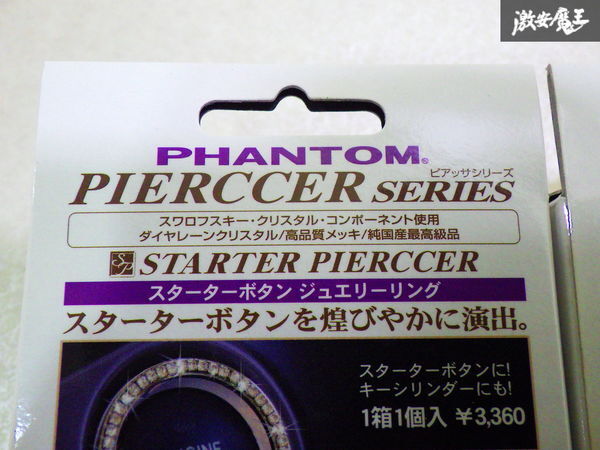 激安魔王
PHANTOM®
ピアッサシリーズ
PIERCCER SERIES
スワロフスキー・クリスタル・コンポーネント使用
ダイヤレーンクリスタル/高品質メッキ/純国産最高級品
SP STARTER PIERCCER
スターターボタン ジュエリーリング
スターターボタンを煌びやかに演出。
スターターボタンに!
キーシリンダーにも!
1箱1個入 ¥3,360